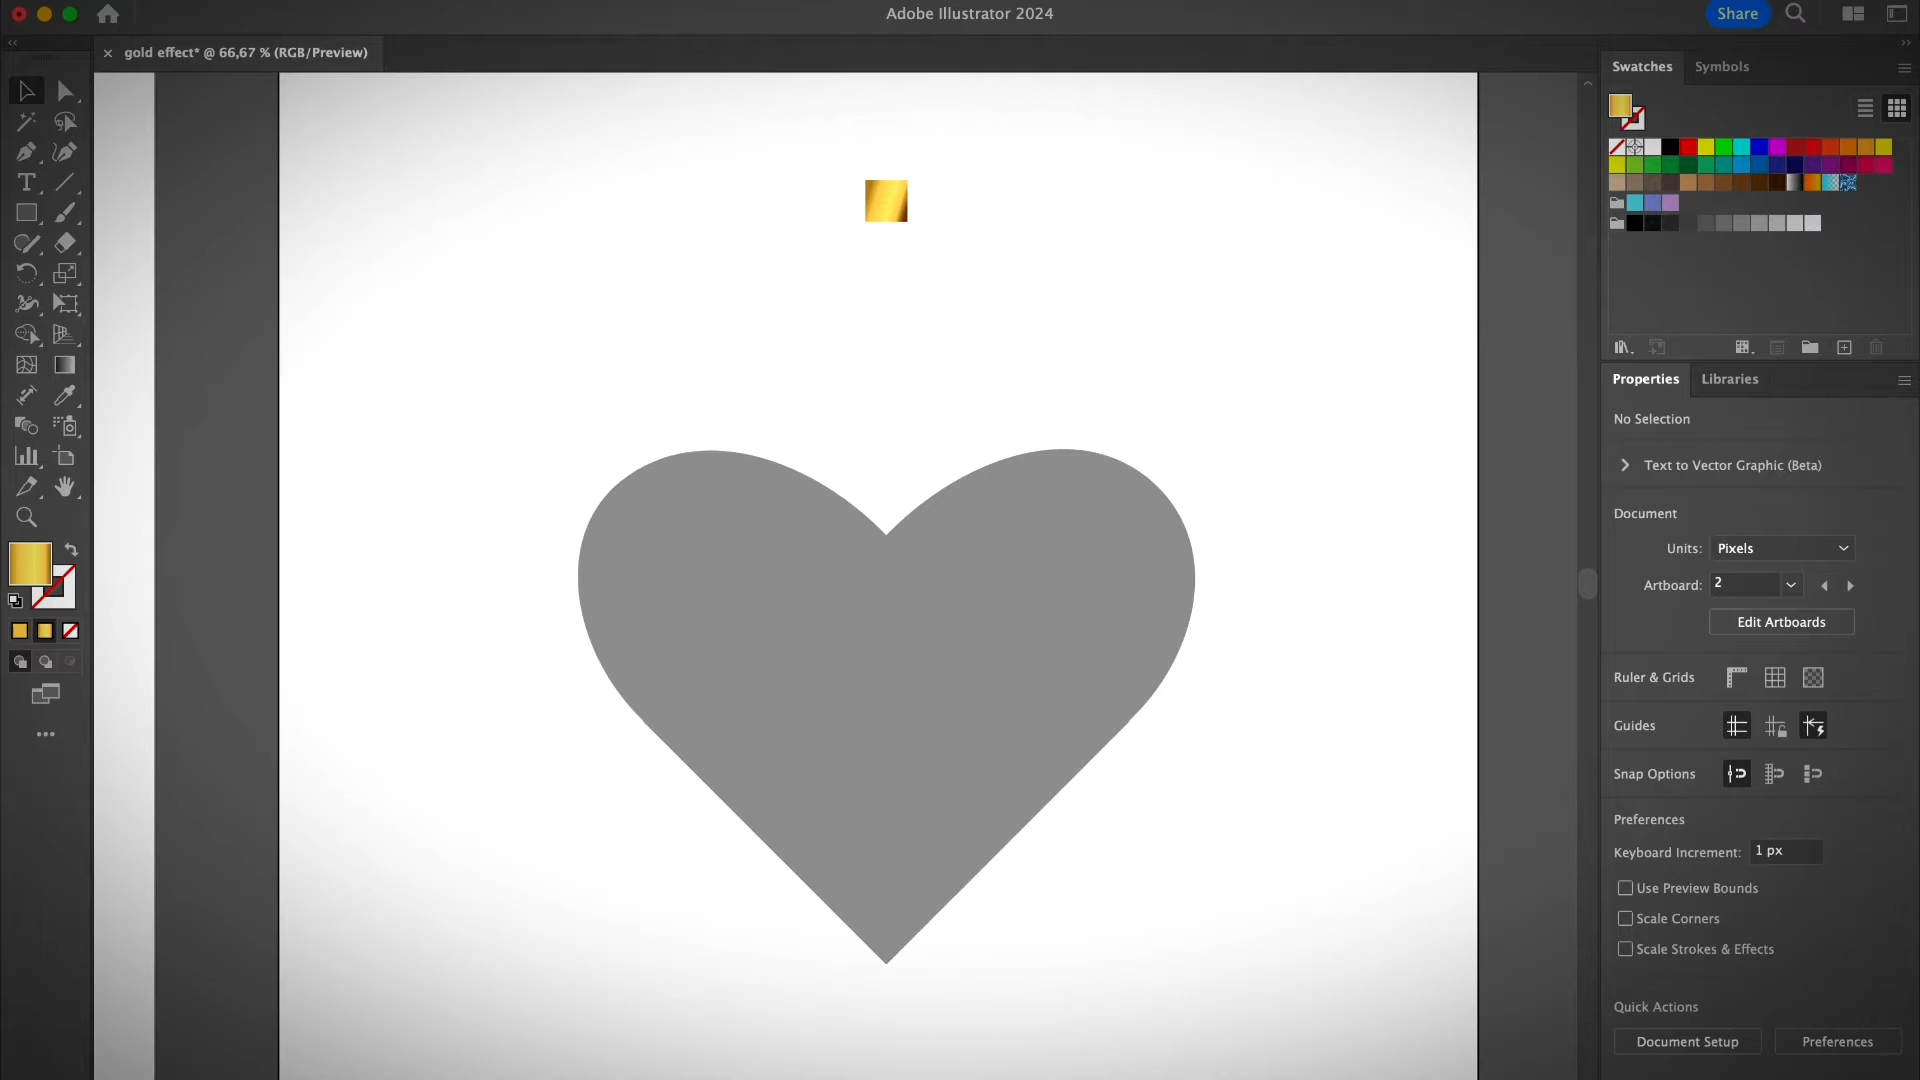 Adobe Illustrator 2024
Share
gold effect* @ 66,67 % (RGB/Preview)
Swatches
Symbols
Properties
Libraries
No Selection
Text to Vector Graphic (Beta)
Document
Units: Pixels
Artboard: 2
Edit Artboards
Ruler & Grids
Guides
Snap Options
Preferences
Keyboard Increment: 1 px
Use Preview Bounds
Scale Corners
Scale Strokes & Effects
Quick Actions
Document Setup
Preferences